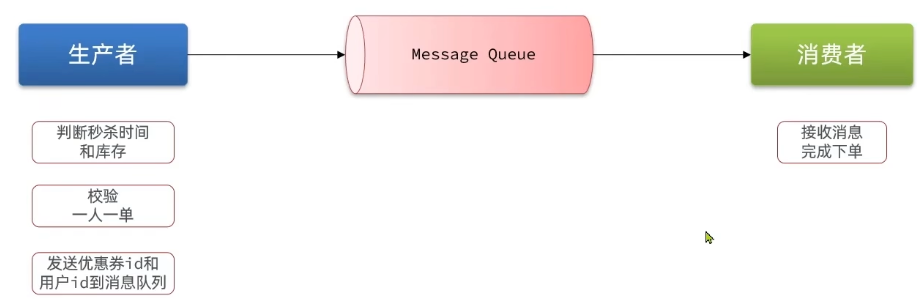 生产者
Message Queue
消费者
判断秒杀时间
和库存
接收消息
完成下单
校验
一人一单
发送优惠券id和
用户id到消息队列